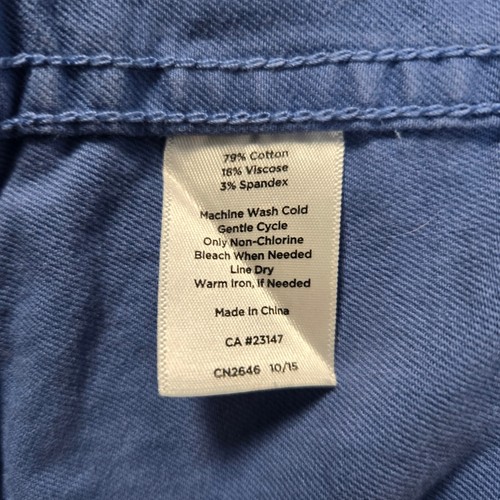 79% Cotton
18% Viscose
3% Spandex
Machine Wash Cold
Gentle Cycle
Only Non-Chlorine
Bleach When Needed
Line Dry
Warm Iron, if Needed
Made in China
CA #23147
CN2646 10/15